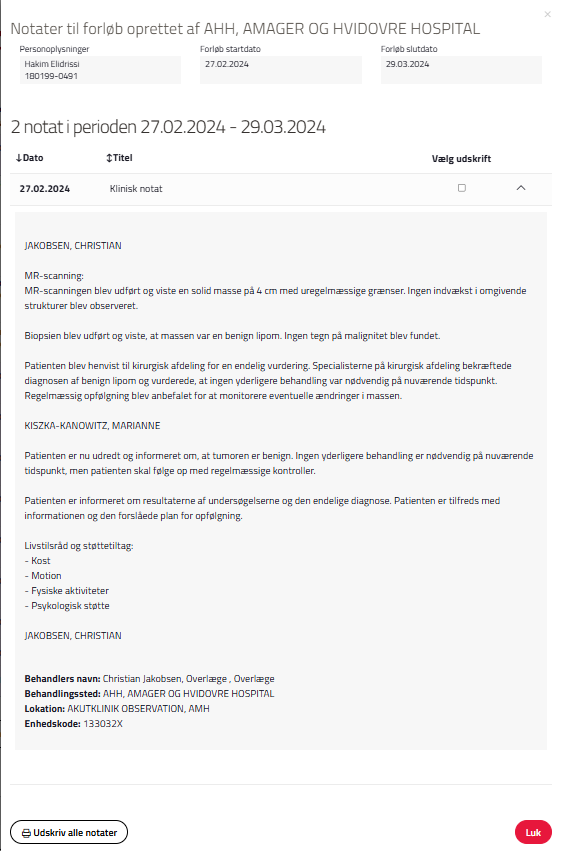 ×
Notater til forløb oprettet af AHH, AMAGER OG HVIDOVRE HOSPITAL
Personoplysninger
Hakim Elidrissi
180199-0491
Forløb startdato
27.02.2024
Forløb slutdato
29.03.2024
2 notat i perioden 27.02.2024 - 29.03.2024
↓Dato ↕Titel Vælg udskrift
27.02.2024 Klinisk notat
JAKOBSEN, CHRISTIAN
MR-scanning:
MR-scanningen blev udført og viste en solid masse på 4 cm med uregelmæssige grænser. Ingen indvækst i omgivende
strukturer blev observeret.
Biopsien blev udført og viste, at massen var en benign lipom. Ingen tegn på malignitet blev fundet.
Patienten blev henvist til kirurgisk afdeling for en endelig vurdering. Specialisterne på kirurgisk afdeling bekræftede
diagnosen af benign lipom og vurderede, at ingen yderligere behandling var nødvendig på nuværende tidspunkt.
Regelmæssig opfølgning blev anbefalet for at monitorere eventuelle ændringer i massen.
KISZKA-KANOWITZ, MARIANNE
Patienten er nu udredt og informeret om, at tumoren er benign. Ingen yderligere behandling er nødvendig på nuværende
tidspunkt, men patienten skal følge op med regelmæssige kontroller.
Patienten er informeret om resultaterne af undersøgelserne og den endelige diagnose. Patienten er tilfreds med
informationen og den forslåede plan for opfølgning.
Livstilsråd og støttetiltag:
- Kost
- Motion
- Fysiske aktiviteter
- Psykologisk støtte
JAKOBSEN, CHRISTIAN
Behandlers navn: Christian Jakobsen, Overlæge , Overlæge
Behandlingssted: AHH, AMAGER OG HVIDOVRE HOSPITAL
Lokation: AKUTKLINIK OBSERVATION, AMH
Enhedskode: 133032X
Udskriv alle notater
Luk